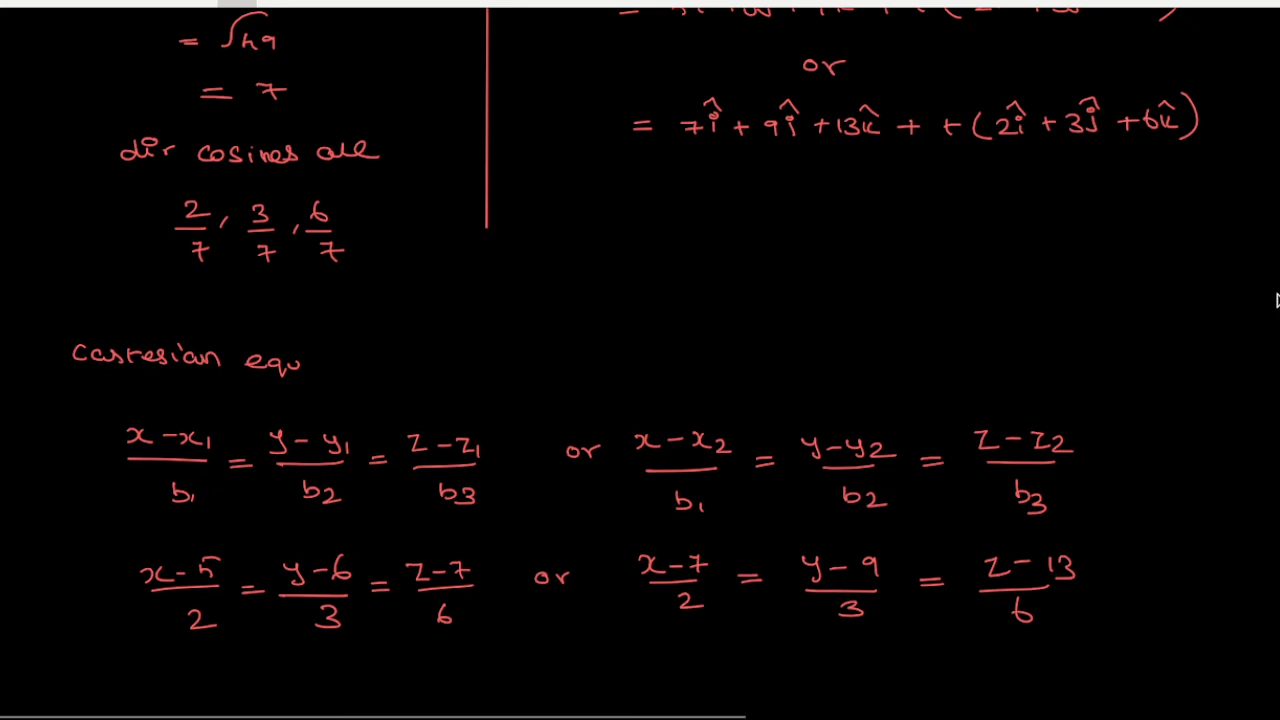 = √49
= 7
dir cosines are
2/7, 3/7, 6/7
or
= 7î + 9î + 13k̂ + t(2î + 3ĵ + 6k̂)
Cartesian equ
x-x₁/b₁ = y-y₁/b₂ = z-z₁/b₃ or x-x₂/b₁ = y-y₂/b₂ = z-z₂/b₃
x-5/2 = y-6/3 = z-7/6 or x-7/2 = y-9/3 = z-13/6